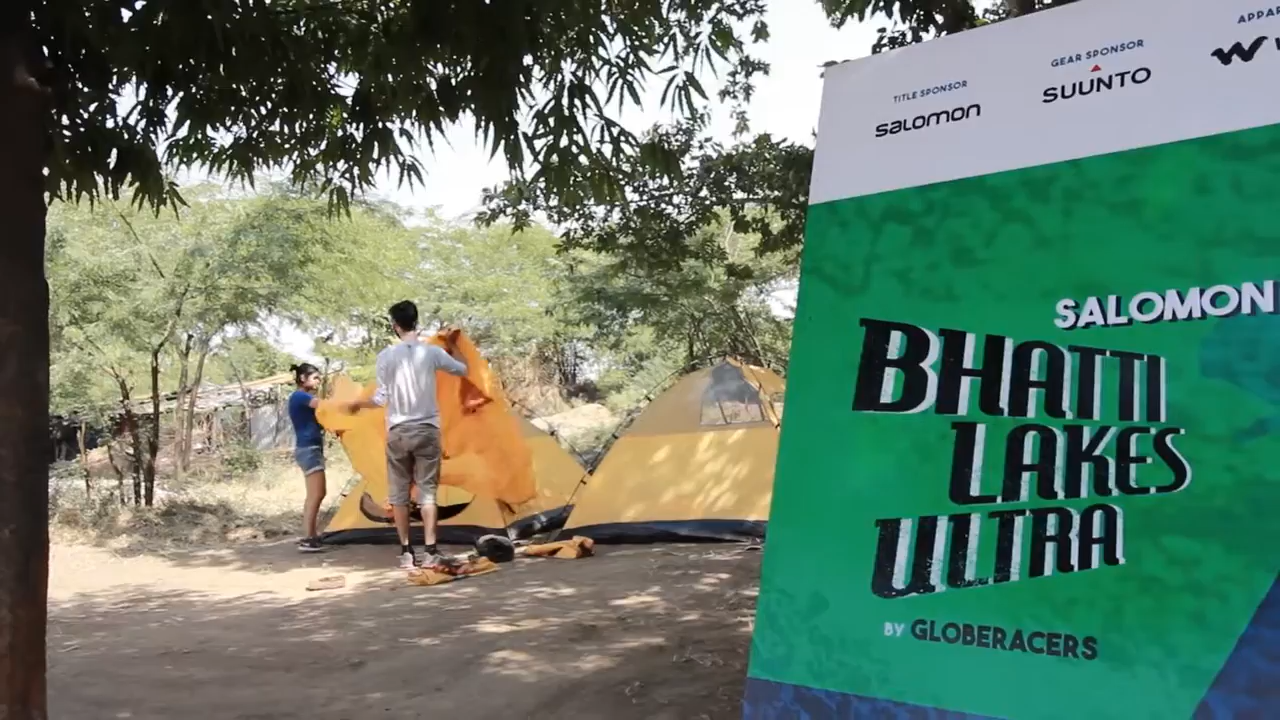 TITLE SPONSOR
salomon
GEAR SPONSOR
SUUNTO
SALOMON
BHATTI
LAKES
ULTRA
BY GLOBERACERS